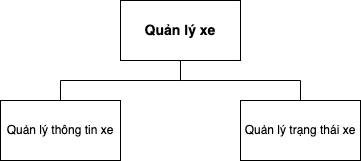 Quản lý xe
Quản lý thông tin xe
Quản lý trạng thái xe